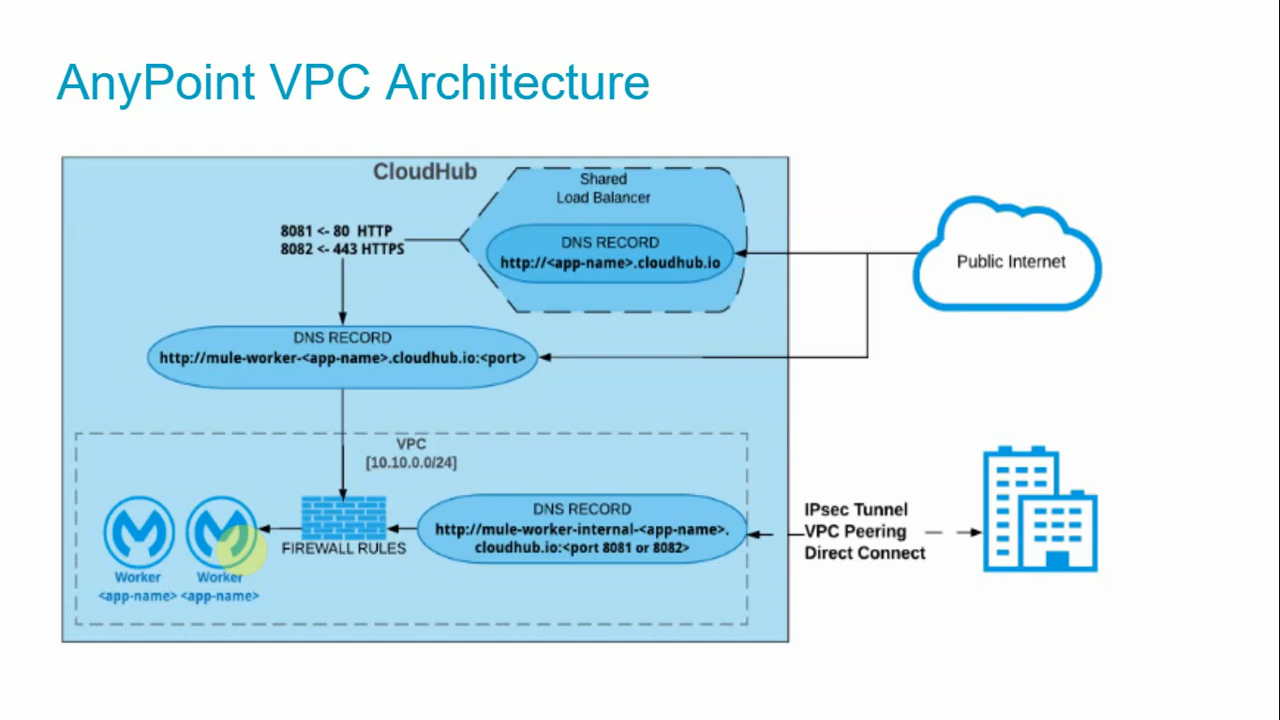 AnyPoint VPC Architecture
CloudHub
Shared
Load Balancer
8081 <- 80 HTTP
8082 <- 443 HTTPS
DNS RECORD
http://<app-name>.cloudhub.io
Public Internet
DNS RECORD
http://mule-worker-<app-name>.cloudhub.io:<port>
VPC
[10.10.0.0/24]
DNS RECORD
http://mule-worker-internal-<app-name>.
cloudhub.io:<port 8081 or 8082>
IPsec Tunnel
VPC Peering
Direct Connect
FIREWALL RULES
Worker
<app-name>
Worker
<app-name>